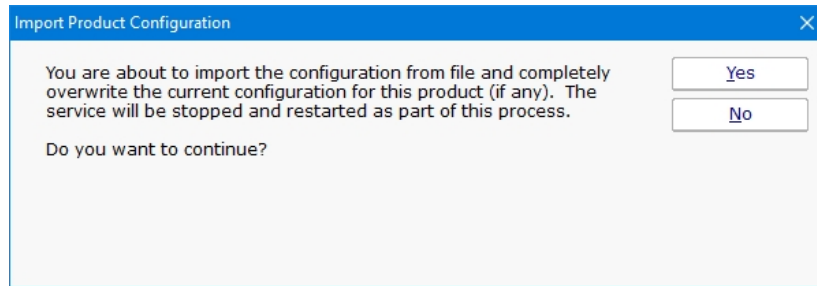 Import Product Configuration
You are about to import the configuration from file and completely
overwrite the current configuration for this product (if any).  The
service will be stopped and restarted as part of this process.
Do you want to continue?
Yes
No